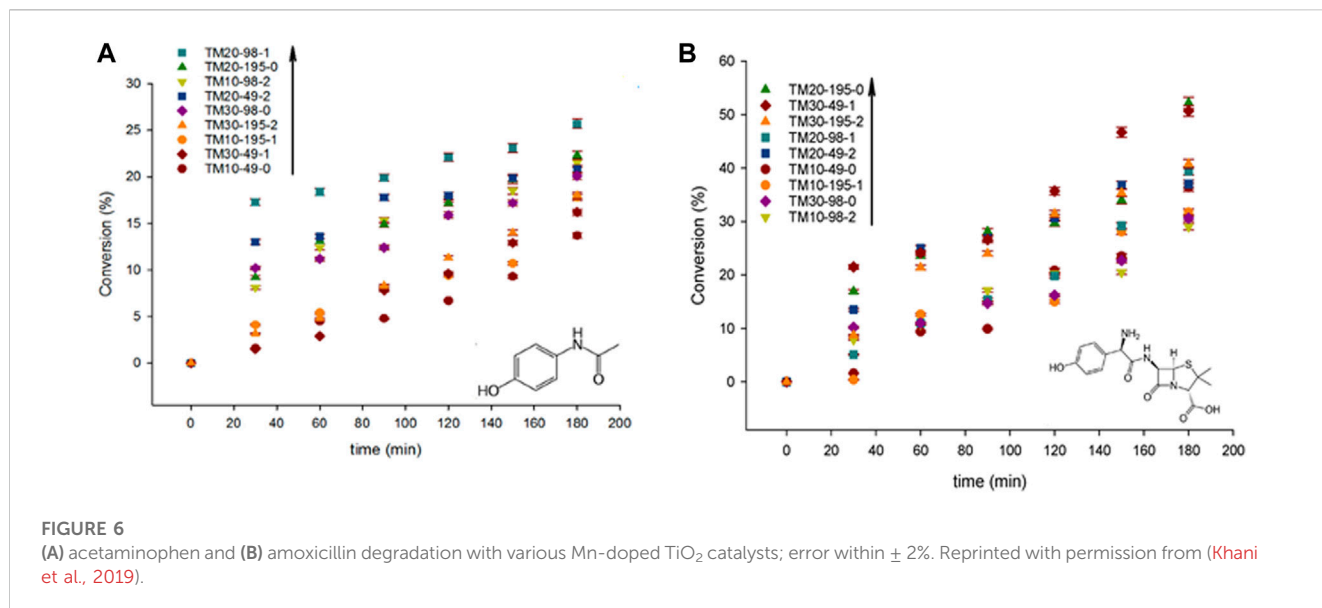 A
TM20-98-1
TM20-195-0
TM10-98-2
TM20-49-2
TM30-98-0
TM30-195-2
TM10-195-1
TM30-49-1
TM10-49-0
30
25
20
15
10
5
0
Conversion (%)
0 20 40 60 80 100 120 140 160 180 200
time (min)
HO
H
N
O
B
60
50
40
30
20
10
0
TM20-195-0
TM30-49-1
TM30-195-2
TM20-98-1
TM20-49-2
TM10-49-0
TM10-195-1
TM30-98-0
TM10-98-2
Conversion (%)
0 20 40 60 80 100 120 140 160 180 200
time (min)
NH2
H
N
H
S
HO
O
O
N
O
OH
FIGURE 6
(A) acetaminophen and (B) amoxicillin degradation with various Mn-doped TiO2 catalysts; error within ± 2%. Reprinted with permission from (Khani
et al., 2019).